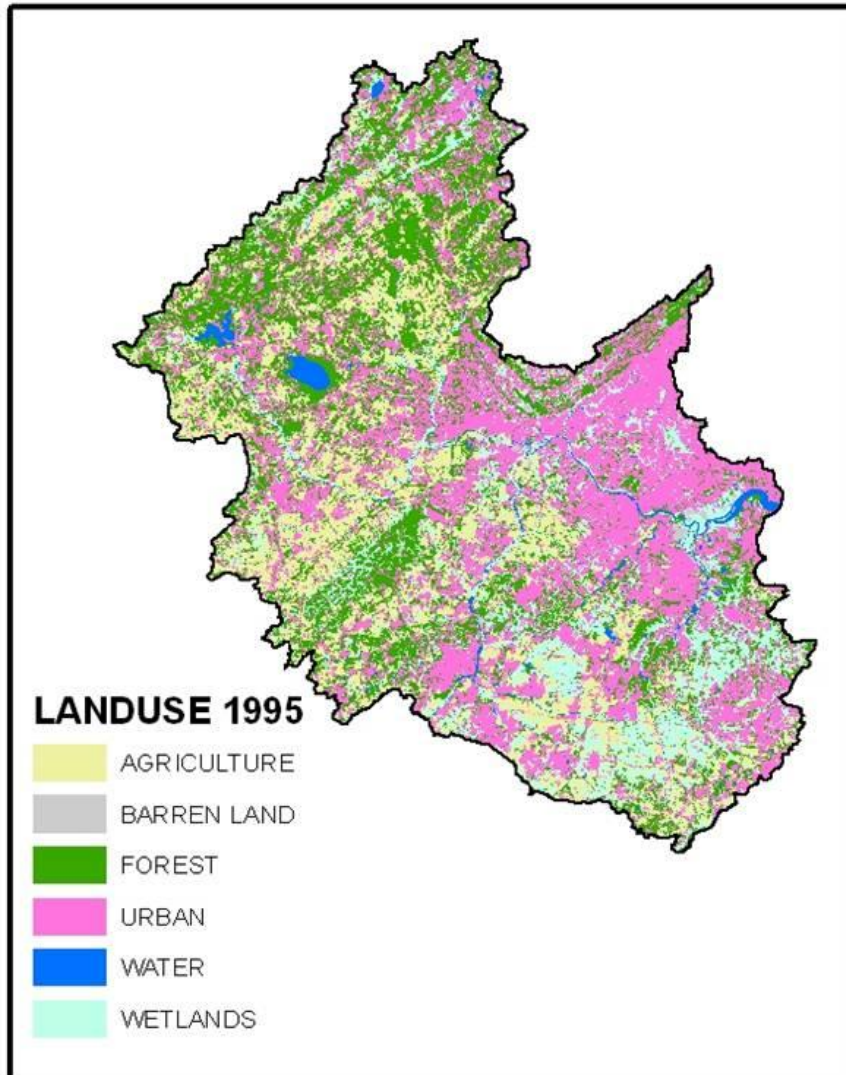 LANDUSE 1995
AGRICULTURE
BARREN LAND
FOREST
URBAN
WATER
WETLANDS